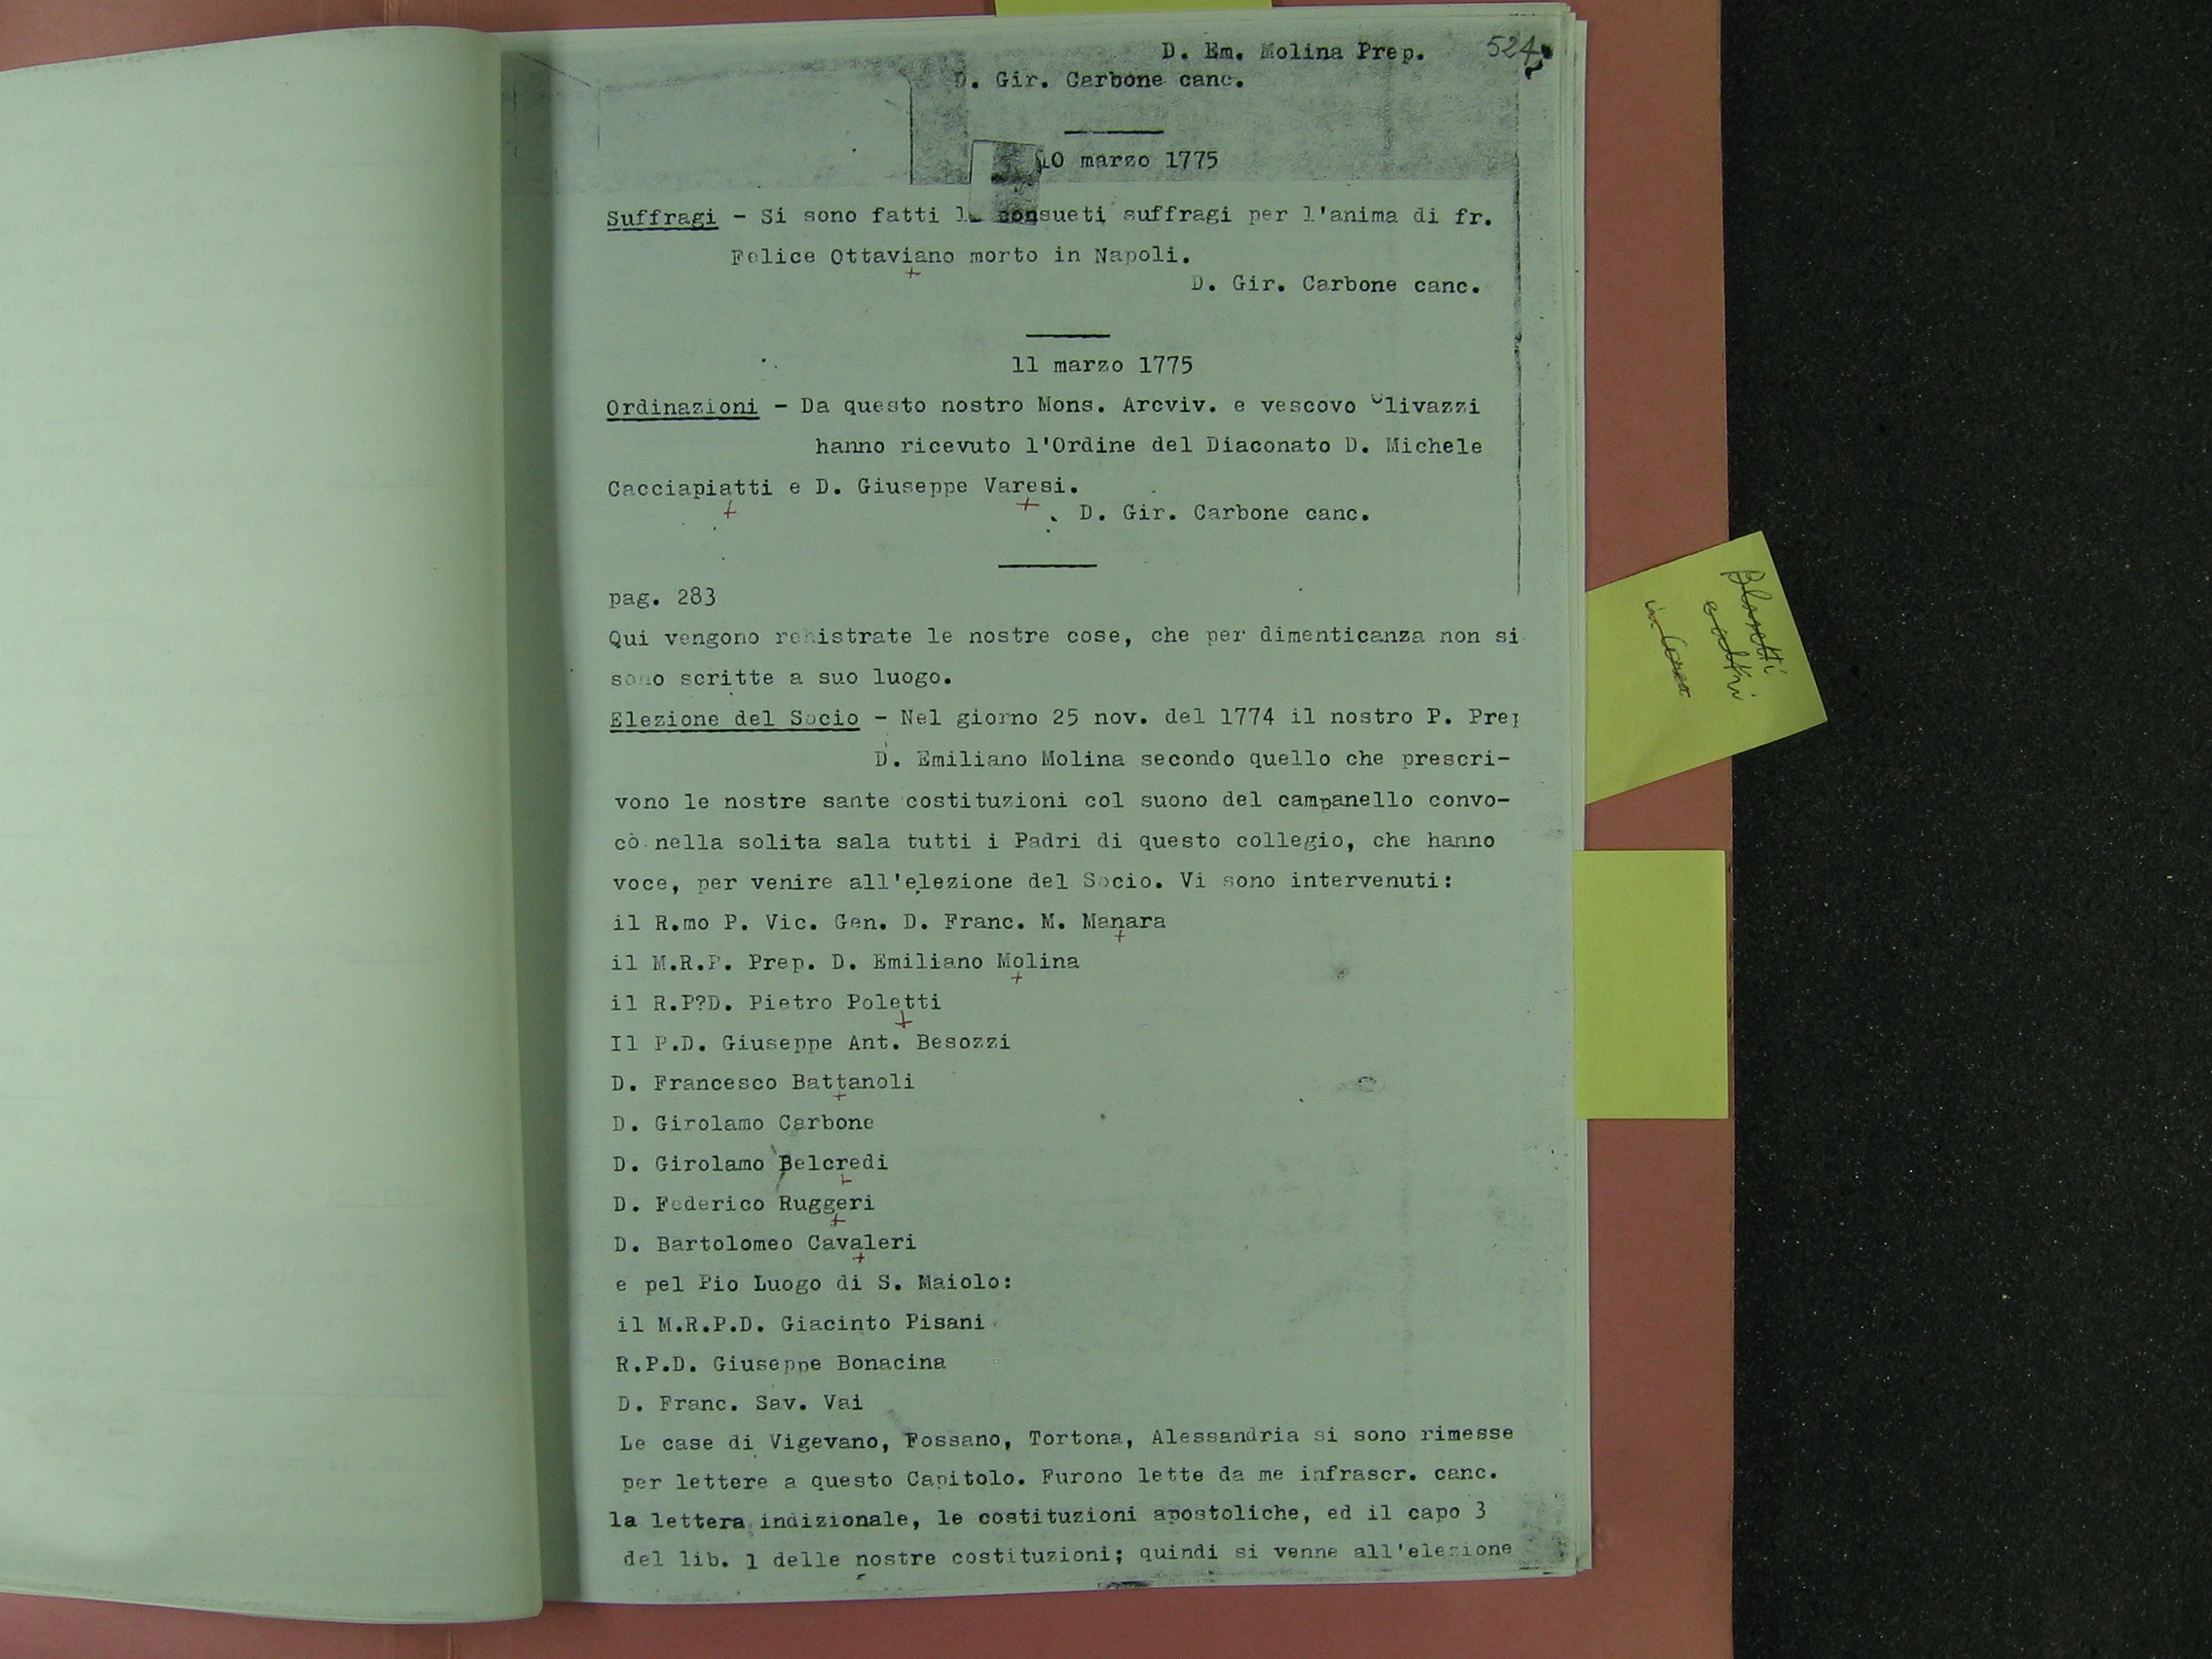 D. Em. Molina Prep. 524
D. Gir. Carbone canc.
10 marzo 1775
Suffragi - Si sono fatti consueti suffragi per l'anima di fr.
Felice Ottaviano morto in Napoli.
D. Gir. Carbone canc.
11 marzo 1775
Ordinazioni - Da questo nostro Mons. Arcviv. e vescovo Olivazzi
hanno ricevuto l'Ordine del Diaconato D. Michele
Cacciapiatti e D. Giuseppe Varesi.
D. Gir. Carbone canc.
pag. 283
Qui vengono rehistrate le nostre cose, che per dimenticanza non si
sono scritte a suo luogo.
Elezione del Socio - Nel giorno 25 nov. del 1774 il nostro P. Prep
D. Emiliano Molina secondo quello che prescri-
vono le nostre sante costituzioni col suono del campanello convo-
cò nella solita sala tutti i Padri di questo collegio, che hanno
voce, per venire all'elezione del Socio. Vi sono intervenuti:
il R.mo P. Vic. Gen. D. Franc. M. Manara
il M.R.P. Prep. D. Emiliano Molina
il R.P?D. Pietro Poletti
Il P.D. Giuseppe Ant. Besozzi
D. Francesco Battanoli
D. Girolamo Carbone
D. Girolamo Belcredi
D. Federico Ruggeri
D. Bartolomeo Cavaleri
e pel Pio Luogo di S. Maiolo:
il M.R.P.D. Giacinto Pisani
R.P.D. Giuseppe Bonacina
D. Franc. Sav. Vai
Le case di Vigevano, Fossano, Tortona, Alessandria si sono rimesse
per lettere a questo Capitolo. Furono lette da me infrascr. canc.
la lettera indizionale, le costituzioni apostoliche, ed il capo 3
del lib. 1 delle nostre costituzioni; quindi si venne all'elezione